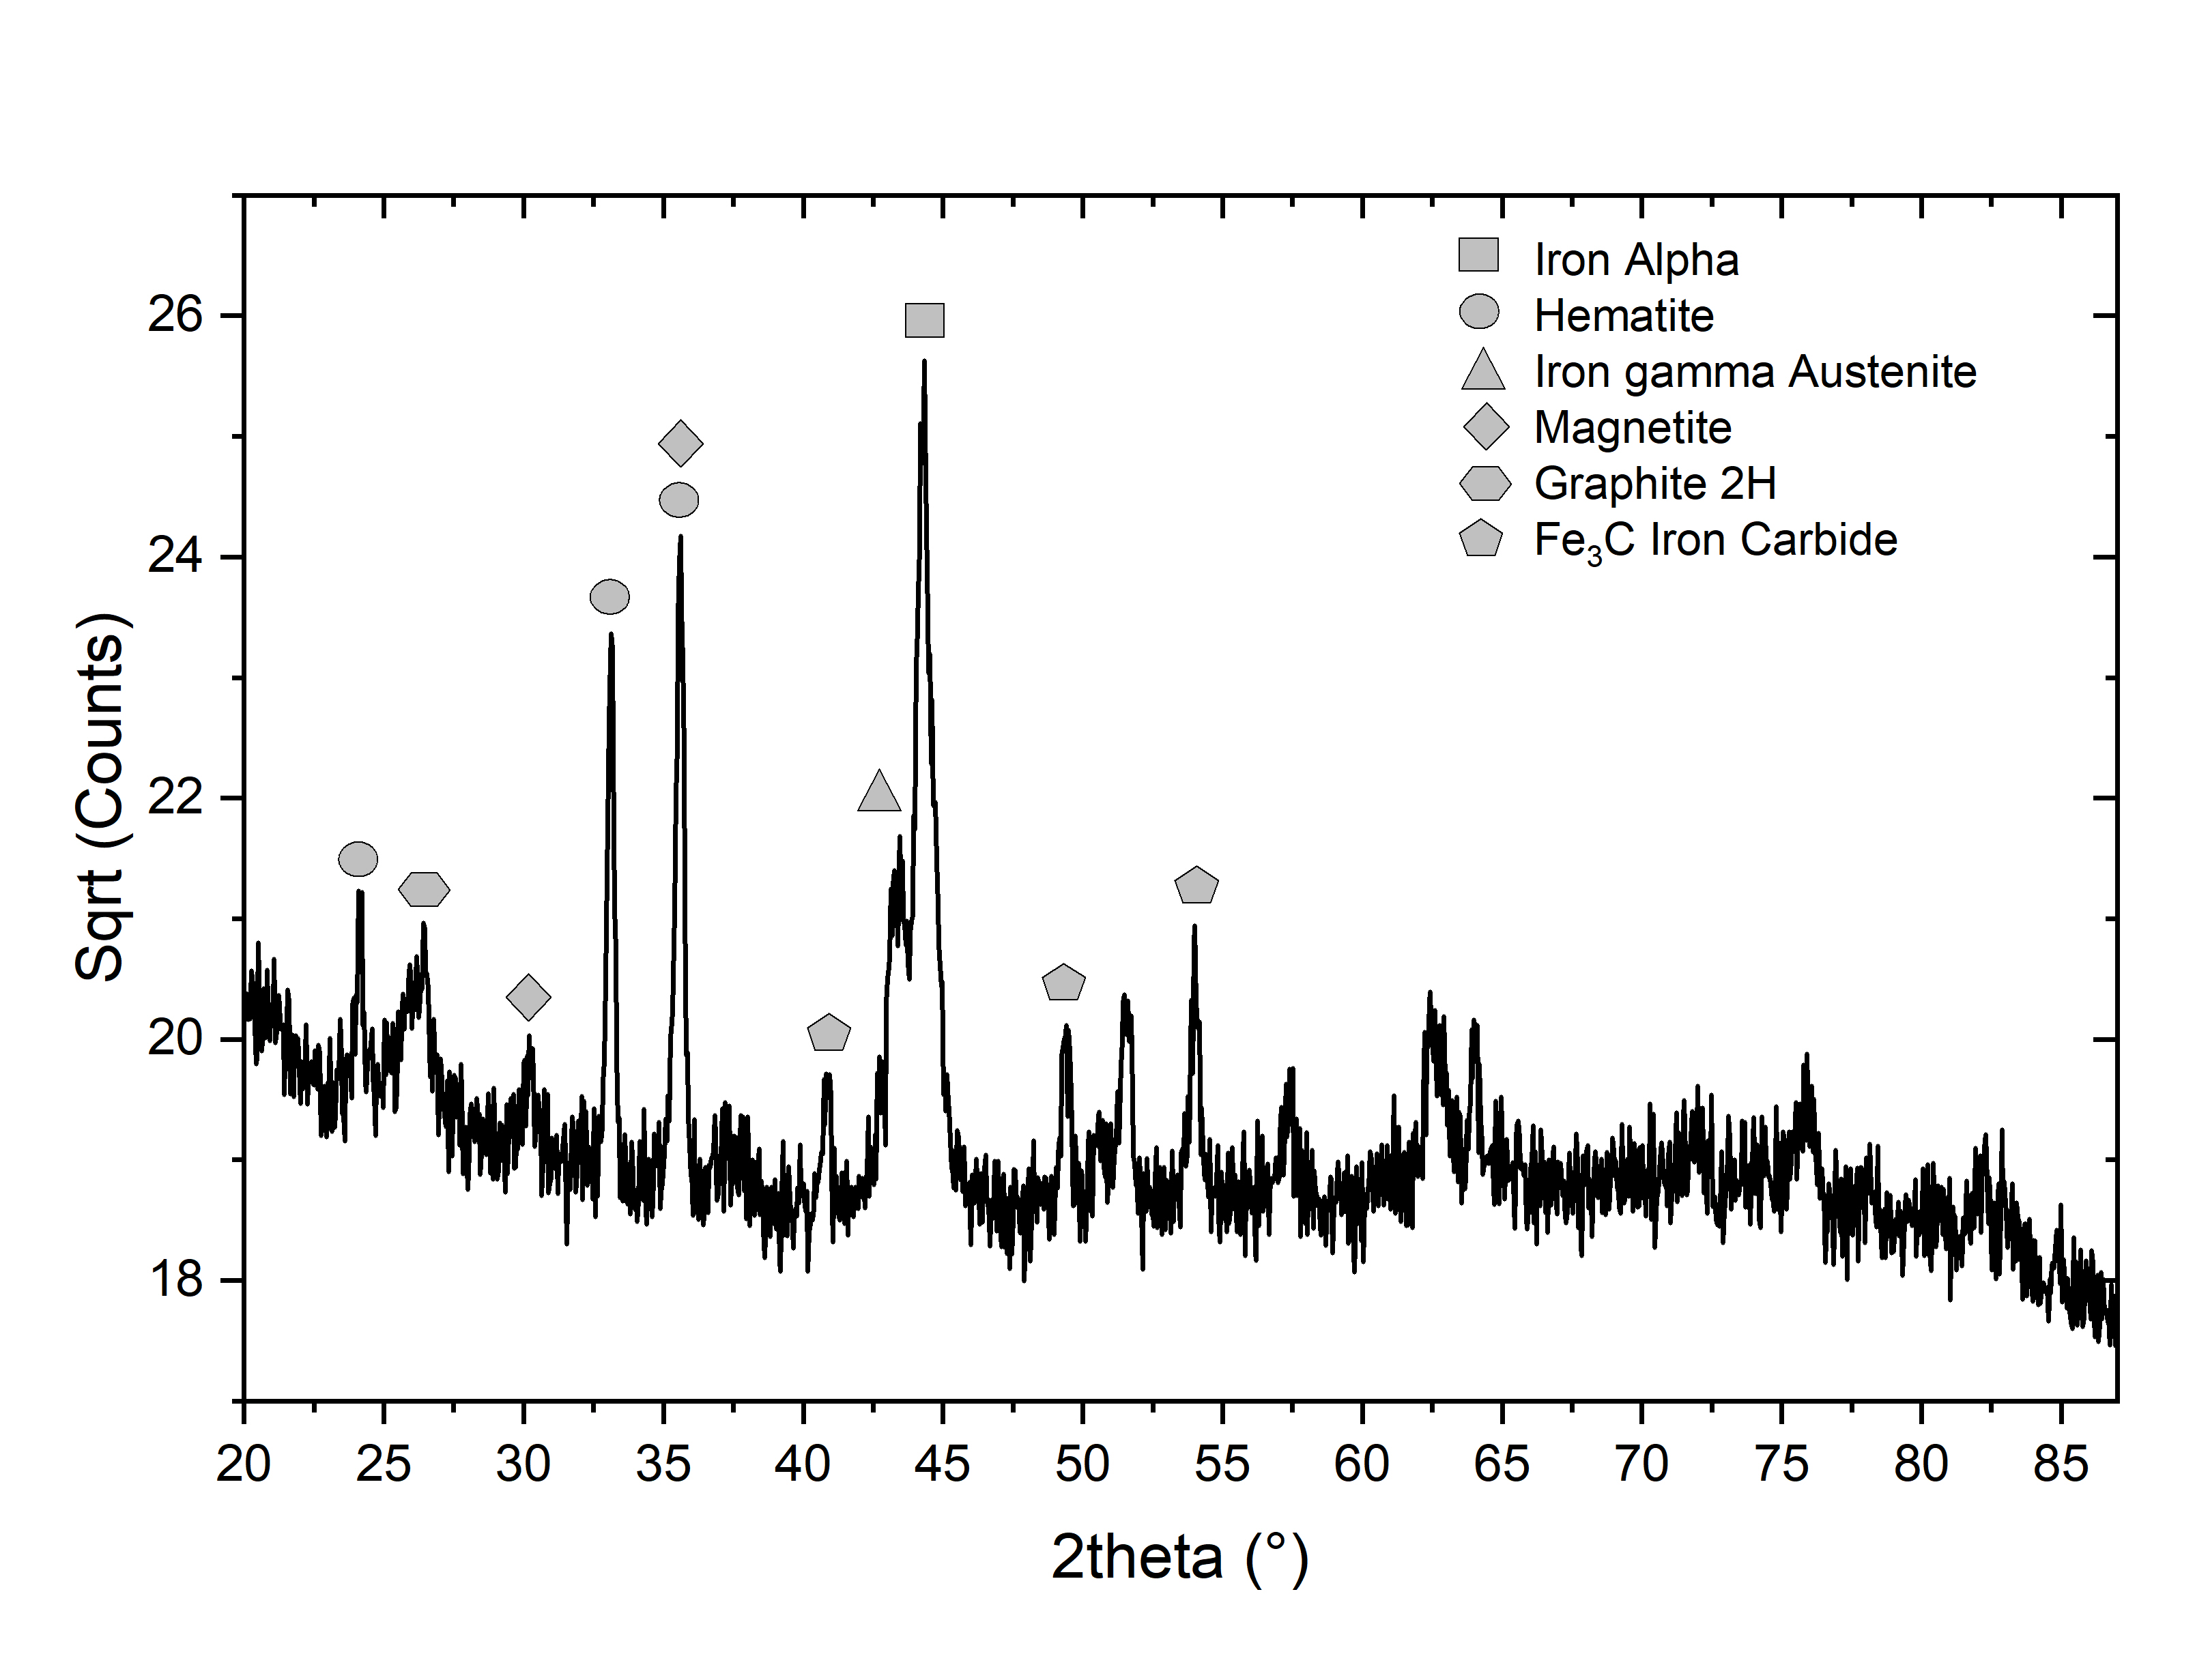 Iron Alpha
Hematite
Iron gamma Austenite
Magnetite
Graphite 2H
Fe₃C Iron Carbide
26
24
22
20
18
Sqrt (Counts)
20 25 30 35 40 45 50 55 60 65 70 75 80 85
2theta (°)